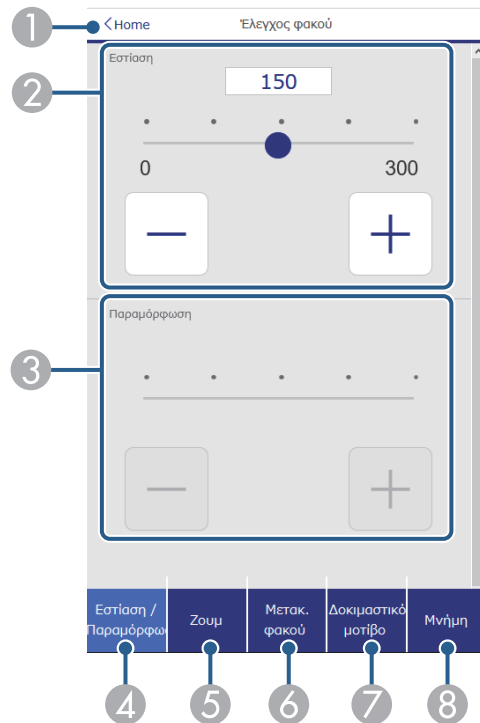 1
<Home
Έλεγχος φακού
2
Εστίαση
150
0
300
Παραμόρφωση
3
Εστίαση /
Παραμόρφω
Ζουμ
Μετακ.
φακού
Δοκιμαστικό
μοτίβο
Μνήμη
4
5
6
7
8